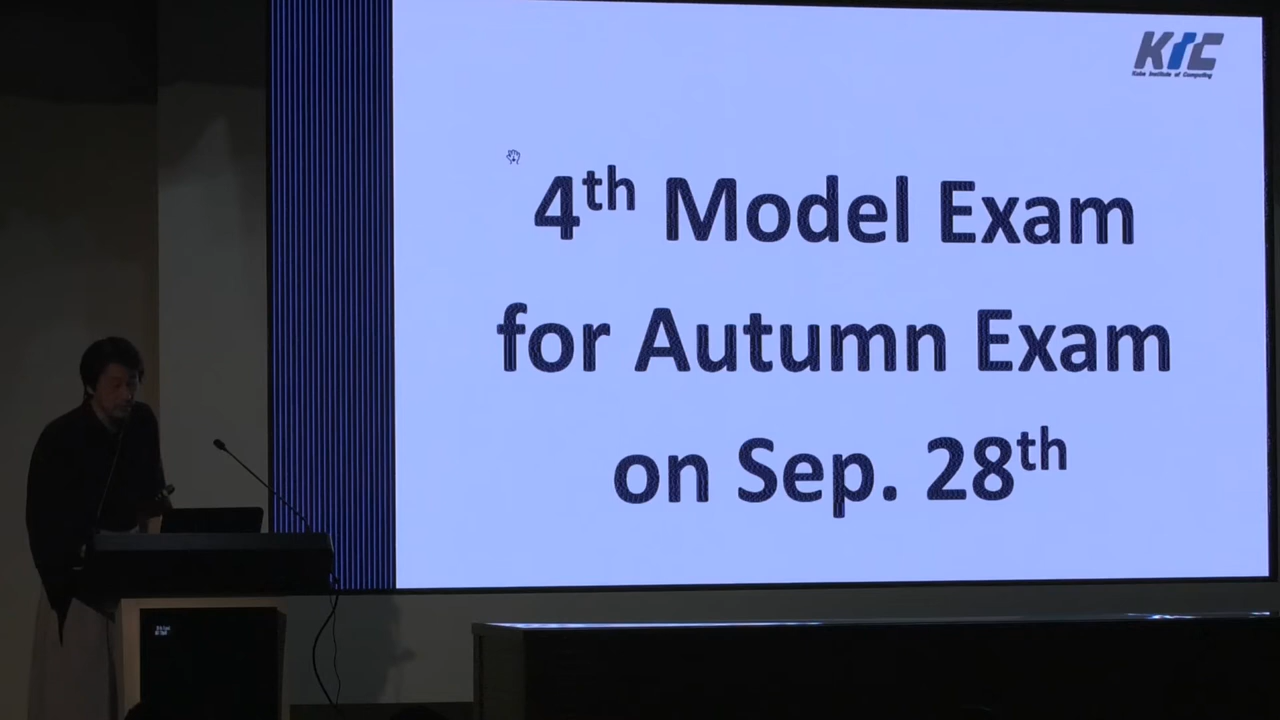 KIC
Kobe Institute of Computing
4th Model Exam
for Autumn Exam
on Sep. 28th